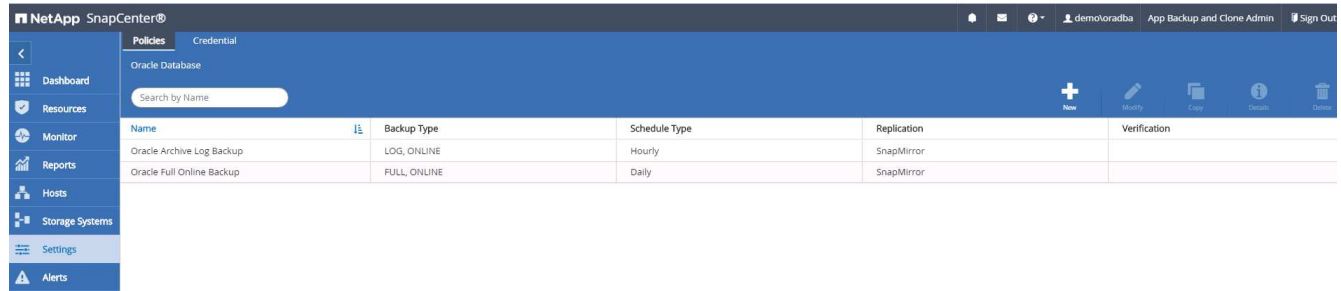 NetApp SnapCenter®
demo\oradba App Backup and Clone Admin Sign Out
Policies Credential
Oracle Database
Search by Name
New Modify Copy Details Delete
Dashboard
Resources
Monitor
Reports
Hosts
Storage Systems
Settings
Alerts
Name Backup Type Schedule Type Replication Verification
Oracle Archive Log Backup LOG, ONLINE Hourly SnapMirror
Oracle Full Online Backup FULL, ONLINE Daily SnapMirror